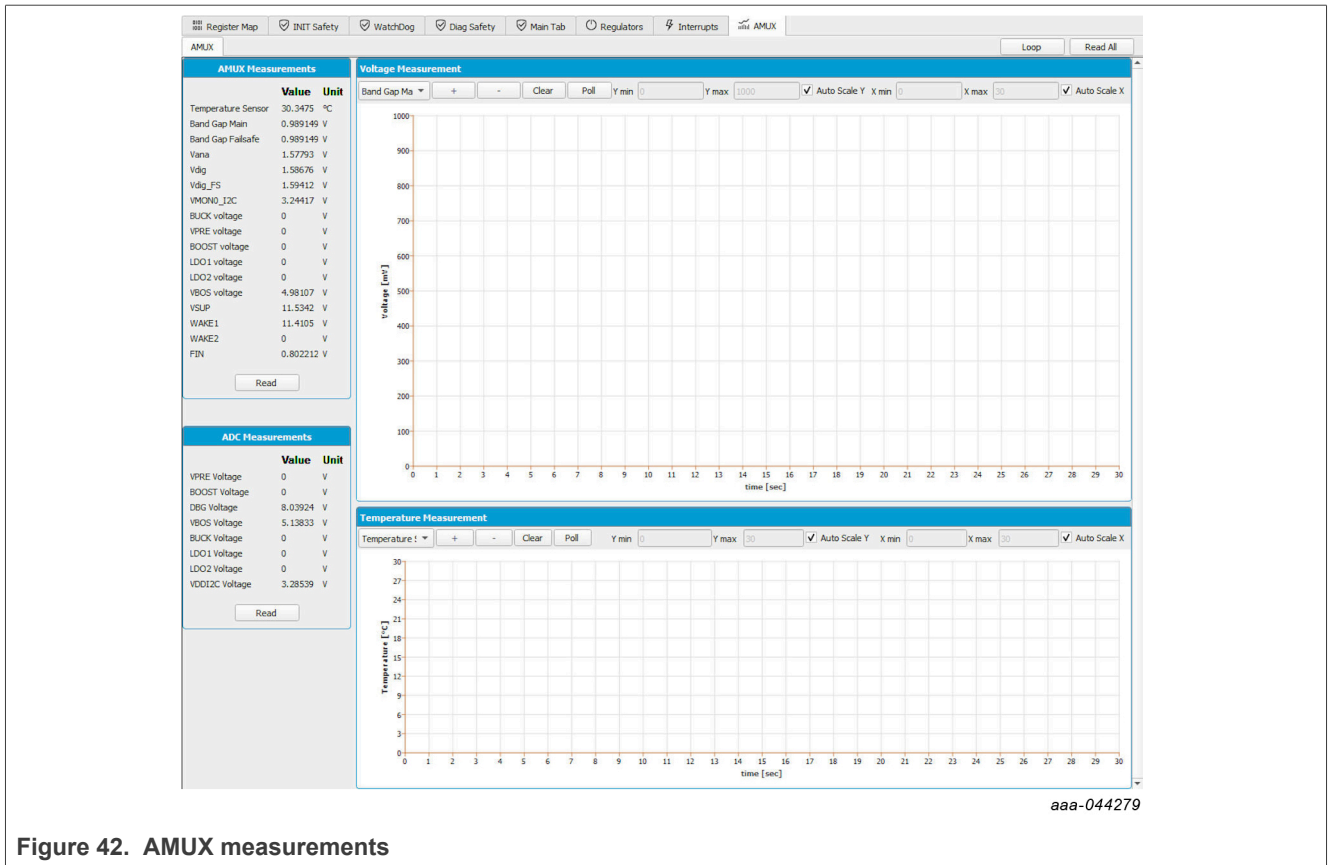 Register Map INIT Safety WatchDog Diag Safety Main Tab Regulators Interrupts AMUX
AMUX Loop Read All
AMUX Measurements
Value Unit
Temperature Sensor 30.3475 °C
Band Gap Main 0.989149 V
Band Gap Failsafe 0.989149 V
Vana 1.57793 V
Vdig 1.58676 V
Vdig_FS 1.59412 V
VMON0_I2C 3.24417 V
BUCK voltage 0 V
VPRE voltage 0 V
BOOST voltage 0 V
LDO1 voltage 0 V
LDO2 voltage 0 V
VBOS voltage 4.98107 V
VSUP 11.5342 V
WAKE1 11.4105 V
WAKE2 0 V
FIN 0.802212 V
Read
ADC Measurements
Value Unit
VPRE Voltage 0 V
BOOST Voltage 0 V
DBG Voltage 8.03924 V
VBOS Voltage 5.13833 V
BUCK Voltage 0 V
LDO1 Voltage 0 V
LDO2 Voltage 0 V
VDDI2C Voltage 3.28539 V
Read
Voltage Measurement
Band Gap Ma + - Clear Poll Y min 0 Y max 1000 Auto Scale Y X min 0 X max 30 Auto Scale X
1000
900
800
700
600
500
400
300
200
100
0
Voltage [mV]
0 1 2 3 4 5 6 7 8 9 10 11 12 13 14 15 16 17 18 19 20 21 22 23 24 25 26 27 28 29 30
time [sec]
Temperature Measurement
Temperature S + - Clear Poll Y min 0 Y max 30 Auto Scale Y X min 0 X max 30 Auto Scale X
30
27
24
21
18
15
12
9
6
3
0
Temperature [°C]
0 1 2 3 4 5 6 7 8 9 10 11 12 13 14 15 16 17 18 19 20 21 22 23 24 25 26 27 28 29 30
time [sec]
aaa-044279
Figure 42. AMUX measurements